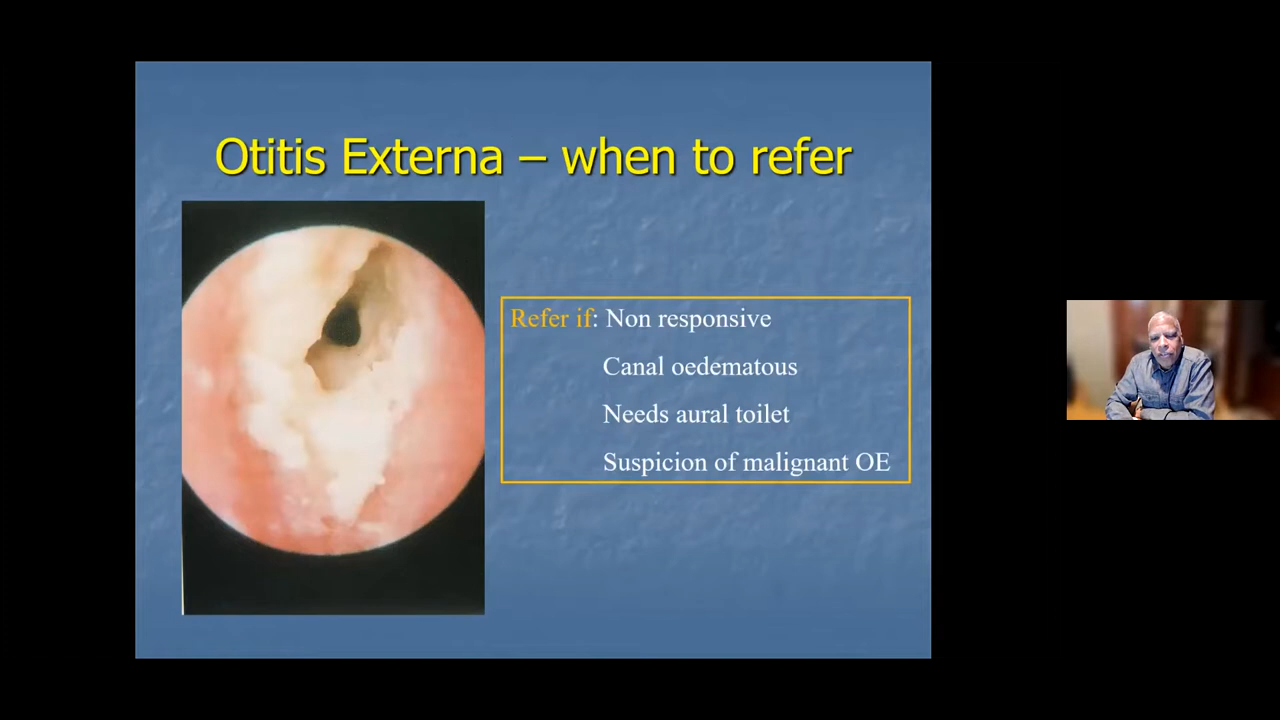 Otitis Externa – when to refer
Refer if: Non responsive
Canal oedematous
Needs aural toilet
Suspicion of malignant OE